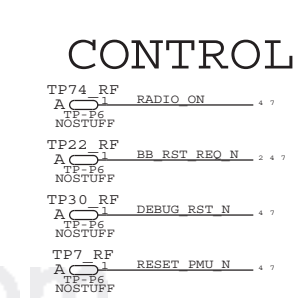 CONTROL
TP74_RF
A 1 RADIO_ON 4 7
TP-P6
NOSTUFF
TP22_RF
A 1 BB_RST_REQ_N 2 4 7
TP-P6
NOSTUFF
TP30_RF
A 1 DEBUG_RST_N 4 7
TP-P6
NOSTUFF
TP7_RF
A 1 RESET_PMU_N 4 7
TP-P6
NOSTUFF